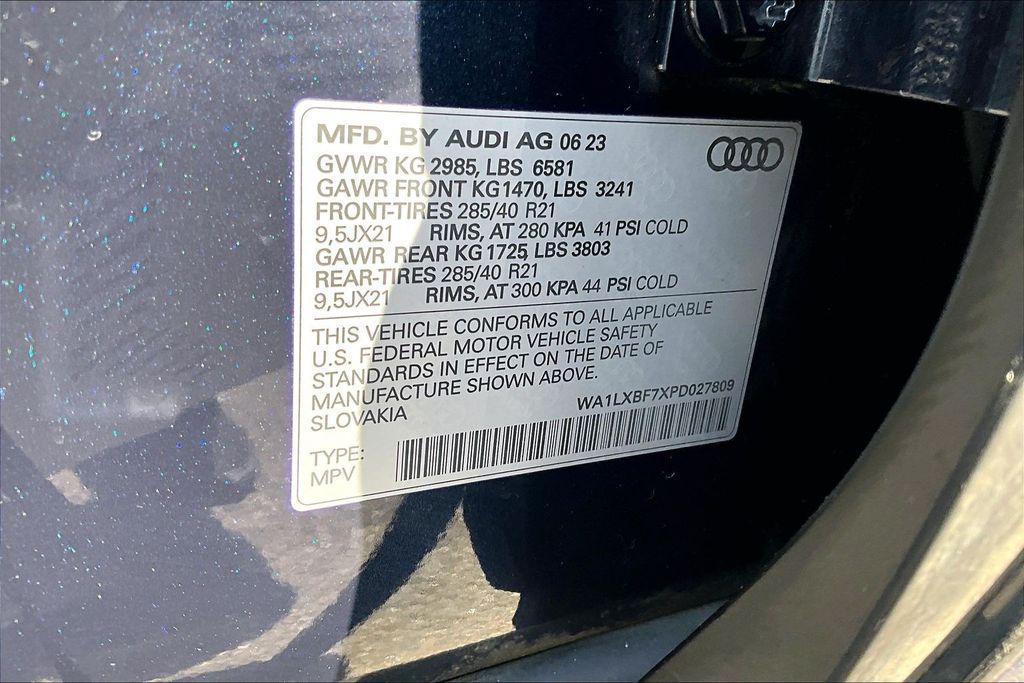 MFD. BY AUDI AG 06 23
GVWR KG 2985, LBS 6581
GAWR FRONT KG 1470, LBS 3241
FRONT-TIRES 285/40 R21
9,5JX21 RIMS, AT 280 KPA 41 PSI COLD
GAWR REAR KG 1725, LBS 3803
REAR-TIRES 285/40 R21
9,5JX21 RIMS, AT 300 KPA 44 PSI COLD
THIS VEHICLE CONFORMS TO ALL APPLICABLE
U.S. FEDERAL MOTOR VEHICLE SAFETY
STANDARDS IN EFFECT ON THE DATE OF
MANUFACTURE SHOWN ABOVE.
SLOVAKIA
WA1LXBF7XPD027809
TYPE:
MPV